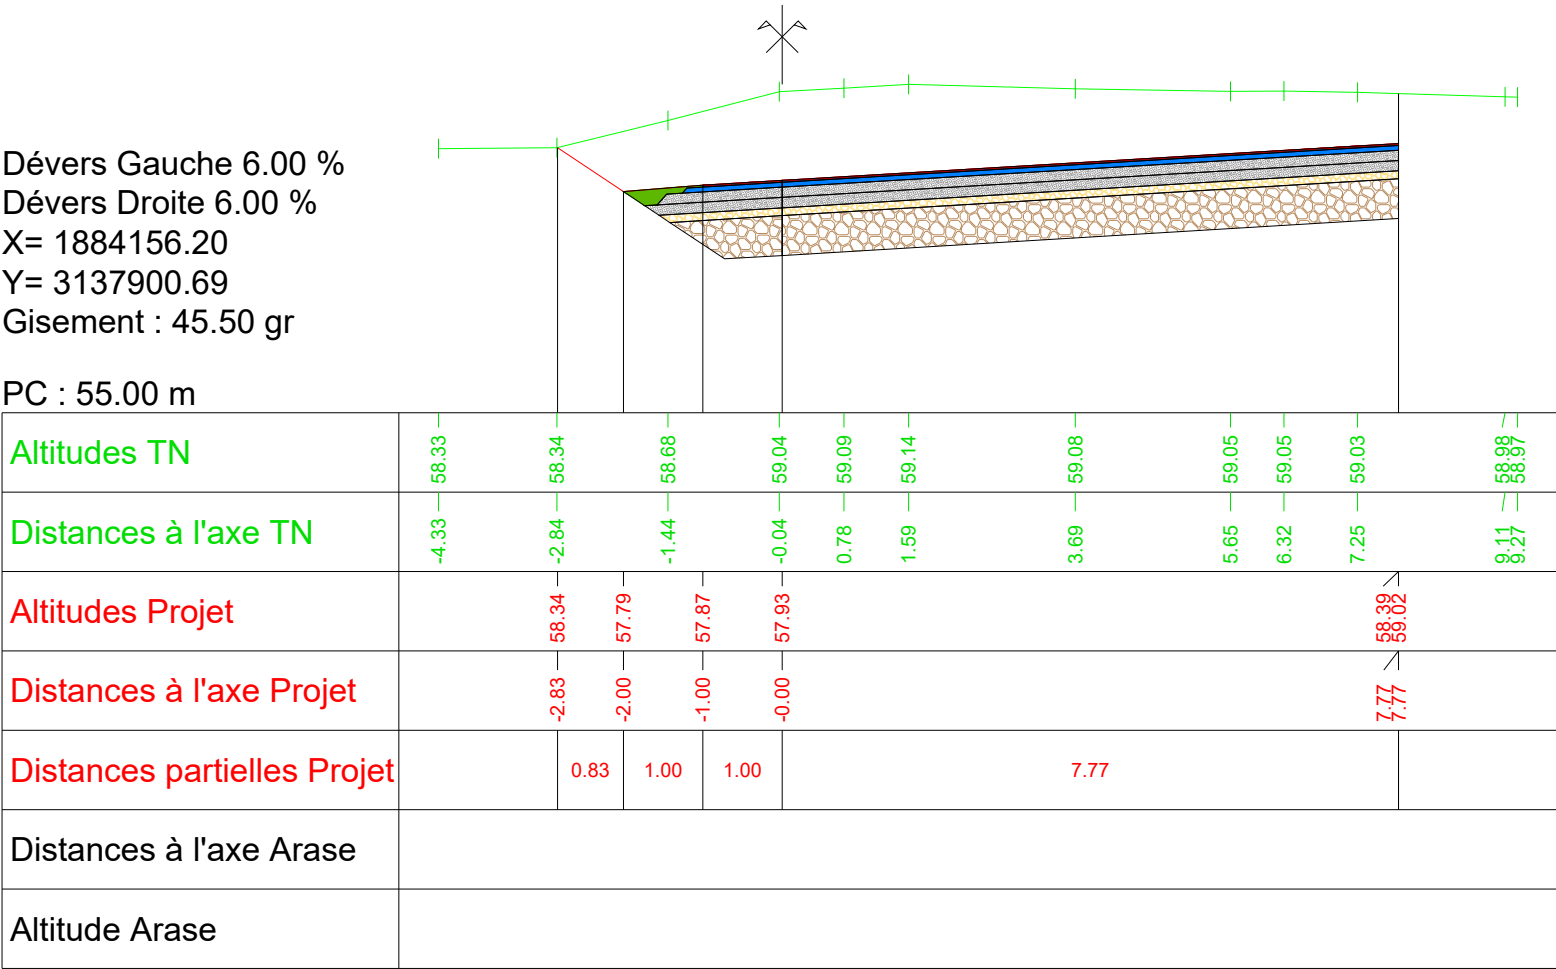 Dévers Gauche 6.00 %
Dévers Droite 6.00 %
X= 1884156.20
Y= 3137900.69
Gisement : 45.50 gr
PC : 55.00 m
Altitudes TN 58.33 58.34 58.68 59.04 59.09 59.14 59.08 59.05 59.05 59.03 58.98 58.97
Distances à l'axe TN -4.33 -2.84 -1.44 -0.04 0.78 1.59 3.69 5.65 6.32 7.25 9.11 9.27
Altitudes Projet 58.34 57.79 57.87 57.93 58.39 59.02
Distances à l'axe Projet -2.83 -2.00 -1.00 -0.00 7.77 7.77
Distances partielles Projet 0.83 1.00 1.00 7.77
Distances à l'axe Arase
Altitude Arase